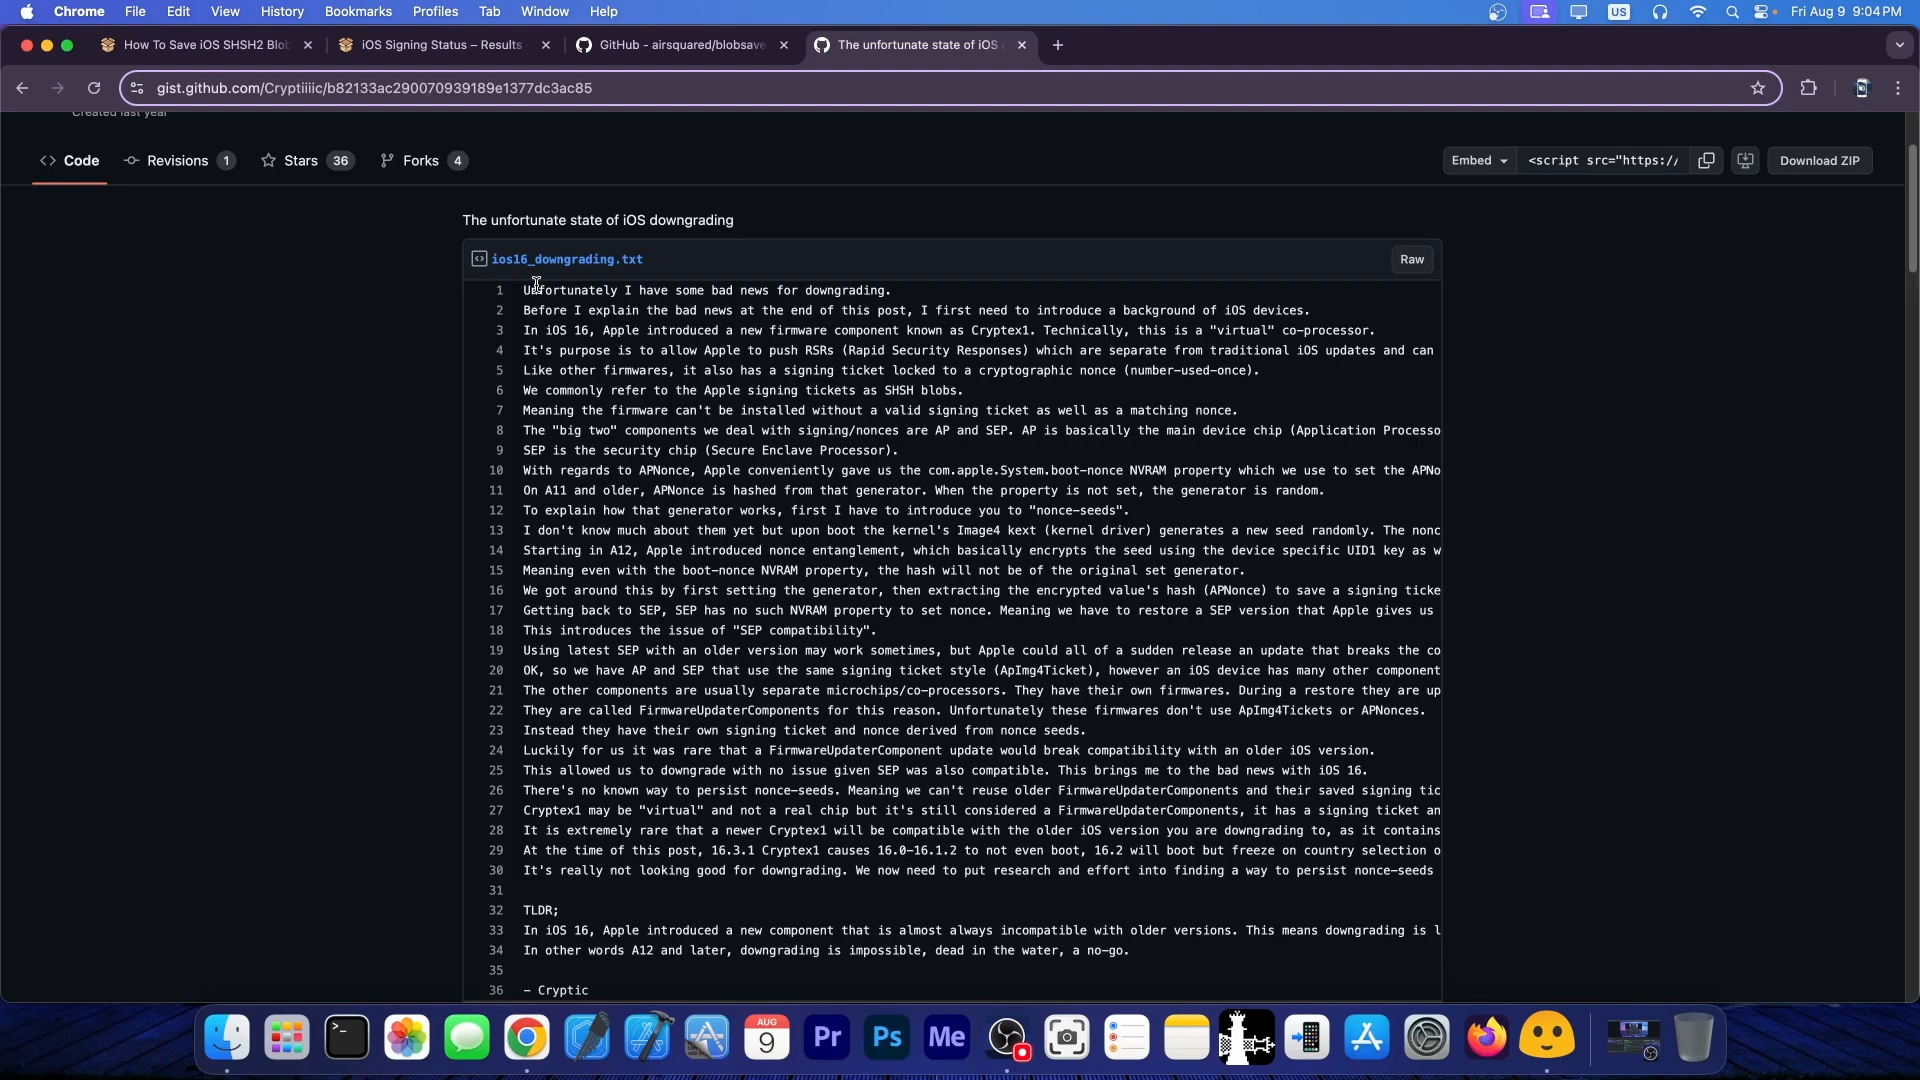 Chrome File Edit View History Bookmarks Profiles Tab Window Help US Fri Aug 9 9:04 PM
How To Save iOS SHSH2 Blob iOS Signing Status – Results GitHub - airsquared/blobsave The unfortunate state of iOS
gist.github.com/Cryptiiiic/b82133ac290070939189e1377dc3ac85
Created last year
Code Revisions 1 Stars 36 Forks 4 Embed <script src="https:// Download ZIP
The unfortunate state of iOS downgrading
ios16_downgrading.txt Raw
1 Unfortunately I have some bad news for downgrading.
2 Before I explain the bad news at the end of this post, I first need to introduce a background of iOS devices.
3 In iOS 16, Apple introduced a new firmware component known as Cryptex1. Technically, this is a "virtual" co-processor.
4 It's purpose is to allow Apple to push RSRs (Rapid Security Responses) which are separate from traditional iOS updates and can
5 Like other firmwares, it also has a signing ticket locked to a cryptographic nonce (number-used-once).
6 We commonly refer to the Apple signing tickets as SHSH blobs.
7 Meaning the firmware can't be installed without a valid signing ticket as well as a matching nonce.
8 The "big two" components we deal with signing/nonces are AP and SEP. AP is basically the main device chip (Application Processo
9 SEP is the security chip (Secure Enclave Processor).
10 With regards to APNonce, Apple conveniently gave us the com.apple.System.boot-nonce NVRAM property which we use to set the APNo
11 On A11 and older, APNonce is hashed from that generator. When the property is not set, the generator is random.
12 To explain how that generator works, first I have to introduce you to "nonce-seeds".
13 I don't know much about them yet but upon boot the kernel's Image4 kext (kernel driver) generates a new seed randomly. The nonc
14 Starting in A12, Apple introduced nonce entanglement, which basically encrypts the seed using the device specific UID1 key as w
15 Meaning even with the boot-nonce NVRAM property, the hash will not be of the original set generator.
16 We got around this by first setting the generator, then extracting the encrypted value's hash (APNonce) to save a signing ticke
17 Getting back to SEP, SEP has no such NVRAM property to set nonce. Meaning we have to restore a SEP version that Apple gives us
18 This introduces the issue of "SEP compatibility".
19 Using latest SEP with an older version may work sometimes, but Apple could all of a sudden release an update that breaks the co
20 OK, so we have AP and SEP that use the same signing ticket style (ApImg4Ticket), however an iOS device has many other component
21 The other components are usually separate microchips/co-processors. They have their own firmwares. During a restore they are up
22 They are called FirmwareUpdaterComponents for this reason. Unfortunately these firmwares don't use ApImg4Tickets or APNonces.
23 Instead they have their own signing ticket and nonce derived from nonce seeds.
24 Luckily for us it was rare that a FirmwareUpdaterComponent update would break compatibility with an older iOS version.
25 This allowed us to downgrade with no issue given SEP was also compatible. This brings me to the bad news with iOS 16.
26 There's no known way to persist nonce-seeds. Meaning we can't reuse older FirmwareUpdaterComponents and their saved signing tic
27 Cryptex1 may be "virtual" and not a real chip but it's still considered a FirmwareUpdaterComponents, it has a signing ticket an
28 It is extremely rare that a newer Cryptex1 will be compatible with the older iOS version you are downgrading to, as it contains
29 At the time of this post, 16.3.1 Cryptex1 causes 16.0-16.1.2 to not even boot, 16.2 will boot but freeze on country selection o
30 It's really not looking good for downgrading. We now need to put research and effort into finding a way to persist nonce-seeds
31
32 TLDR;
33 In iOS 16, Apple introduced a new component that is almost always incompatible with older versions. This means downgrading is l
34 In other words A12 and later, downgrading is impossible, dead in the water, a no-go.
35
36 – Cryptic
AUG
9
Pr Ps Me